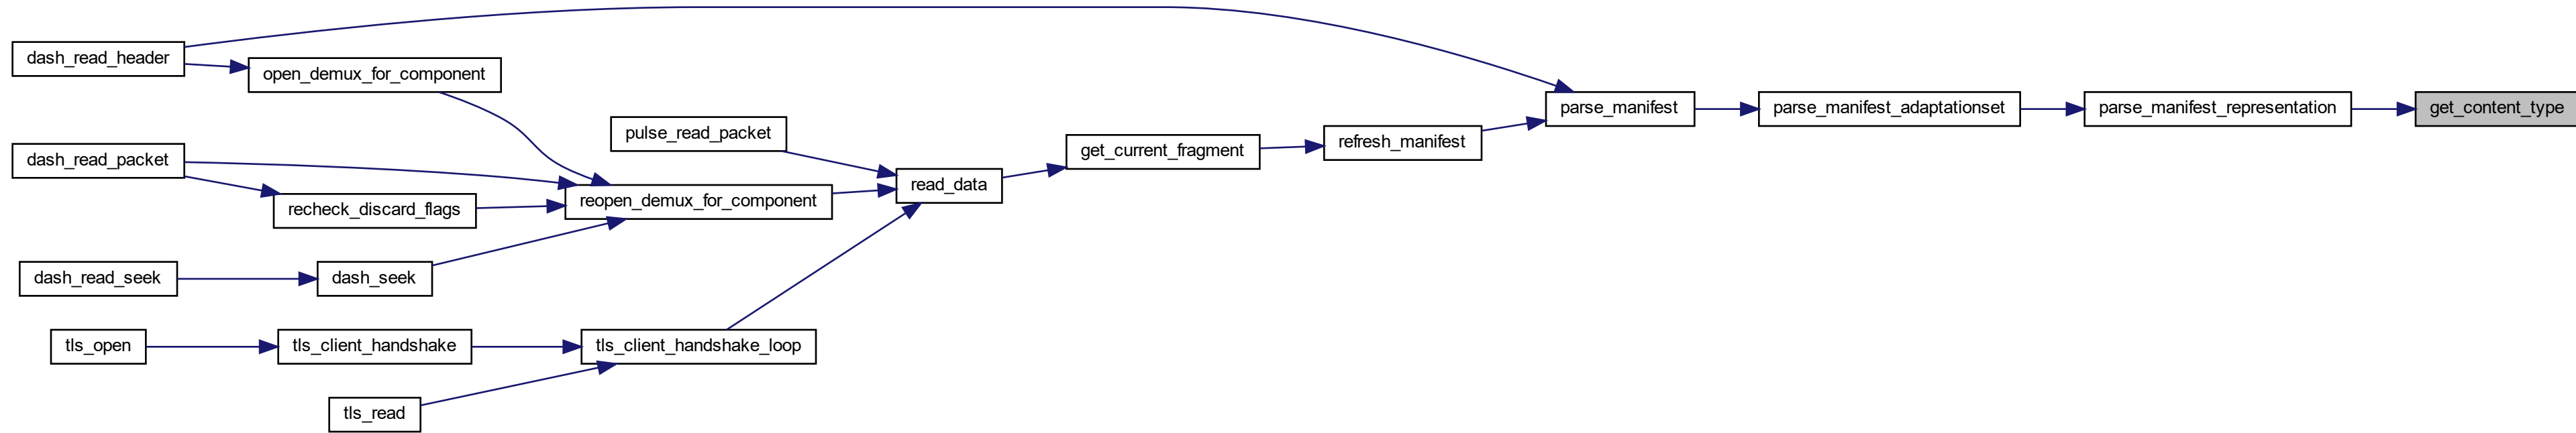 dash_read_header
open_demux_for_component
parse_manifest
parse_manifest_adaptationset
parse_manifest_representation
get_content_type
pulse_read_packet
refresh_manifest
get_current_fragment
dash_read_packet
read_data
reopen_demux_for_component
recheck_discard_flags
dash_read_seek
dash_seek
tls_open
tls_client_handshake
tls_client_handshake_loop
tls_read